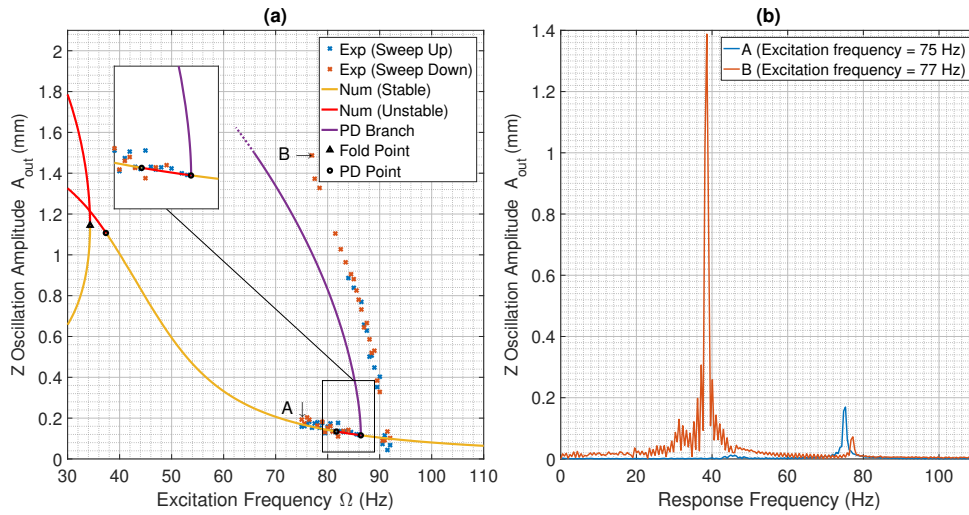 (a)
Z Oscillation Amplitude A_out (mm)
2
1.8
1.6
1.4
1.2
1
0.8
0.6
0.4
0.2
0
30 40 50 60 70 80 90 100 110
Excitation Frequency Ω (Hz)
Exp (Sweep Up)
Exp (Sweep Down)
Num (Stable)
Num (Unstable)
PD Branch
Fold Point
PD Point
B
A
(b)
Z Oscillation Amplitude A_out (mm)
1.4
1.2
1
0.8
0.6
0.4
0.2
0
0 20 40 60 80 100
Response Frequency (Hz)
A (Excitation frequency = 75 Hz)
B (Excitation frequency = 77 Hz)